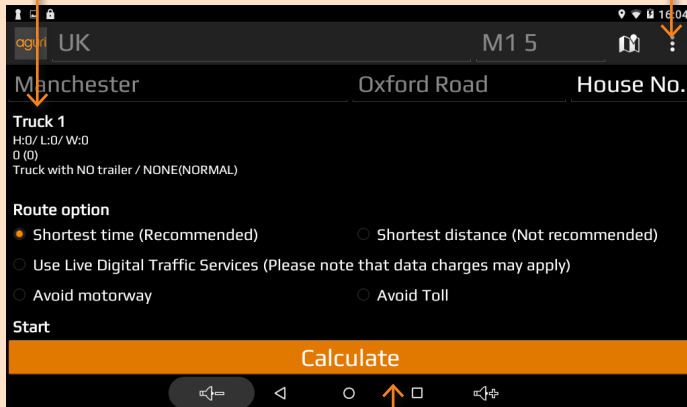 16:04
aguri UK M1 5
Manchester Oxford Road House No.
Truck 1
H:0/ L:0/ W:0
0 (0)
Truck with NO trailer / NONE(NORMAL)
Route option
Shortest time (Recommended) Shortest distance (Not recommended)
Use Live Digital Traffic Services (Please note that data charges may apply)
Avoid motorway Avoid Toll
Start
Calculate